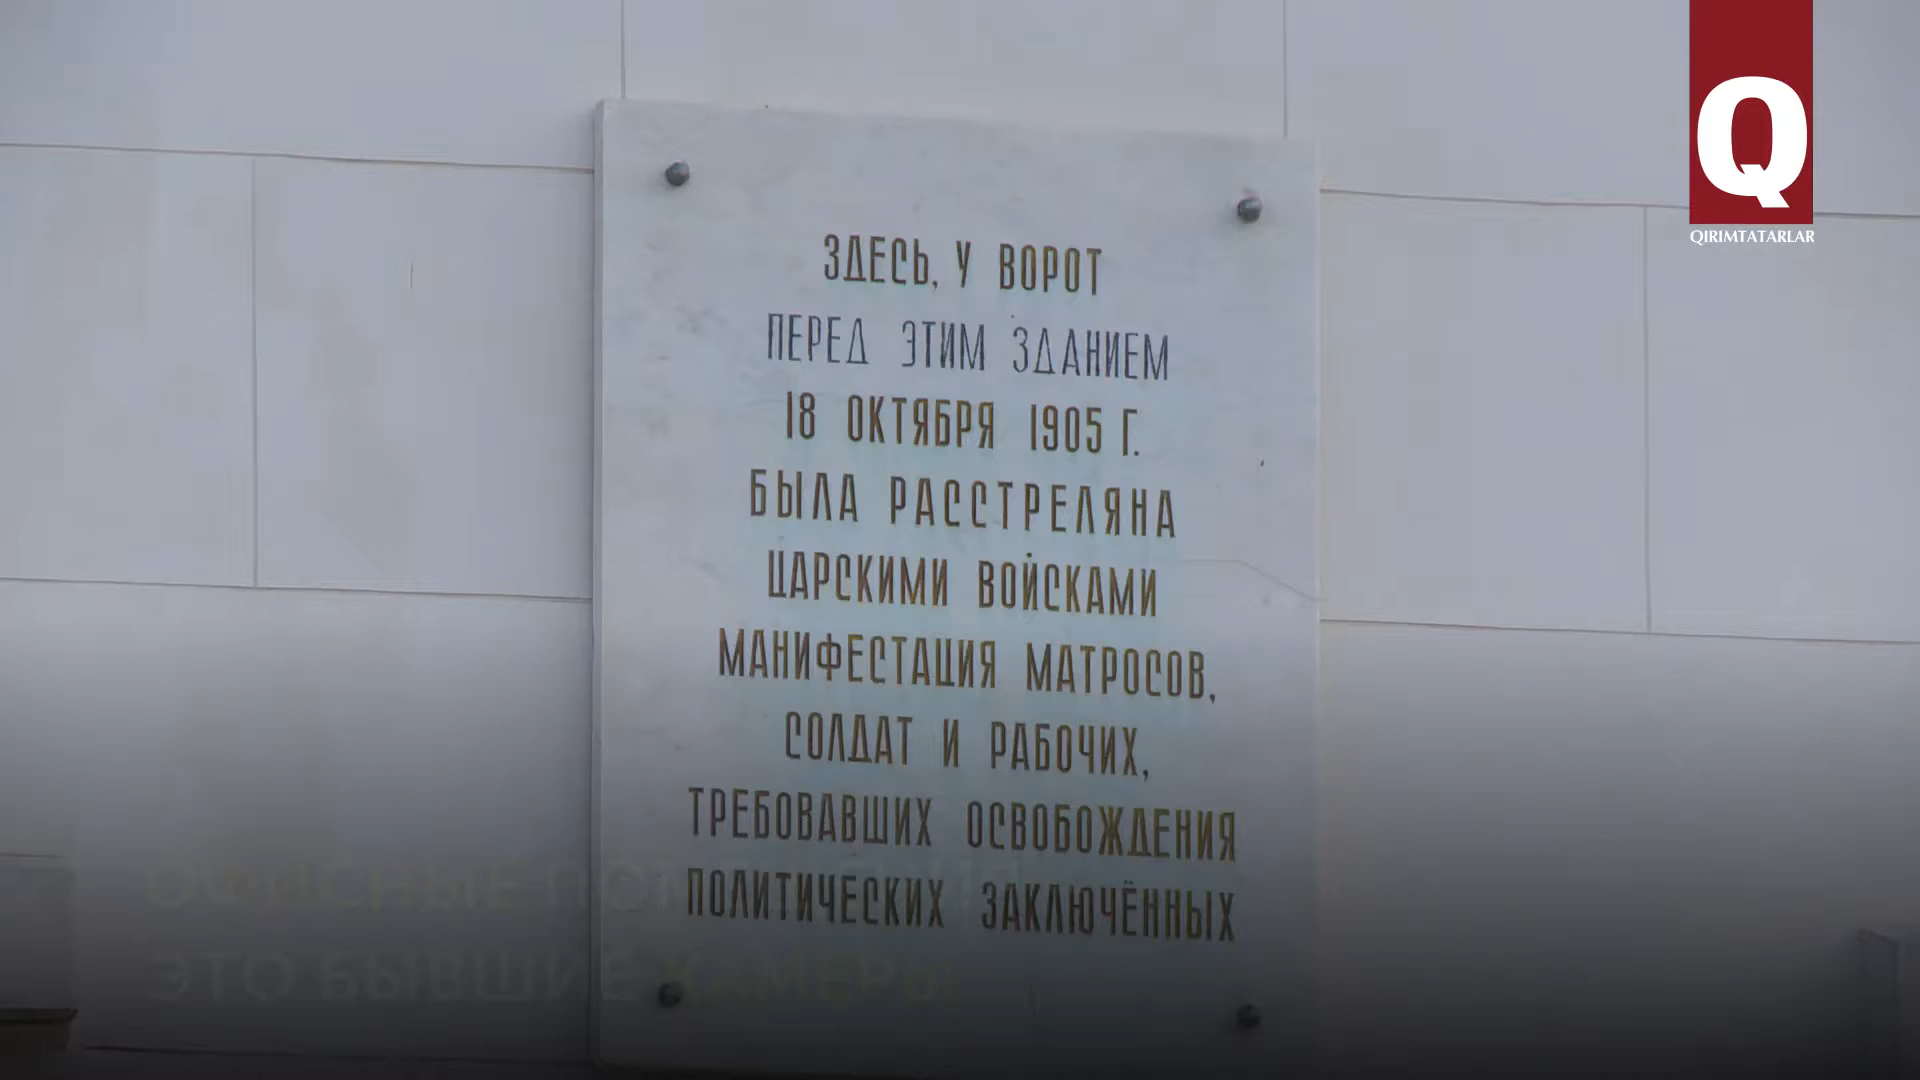 QIRIMTATARLAR
ЗДЕСЬ, У ВОРОТ
ПЕРЕД ЭТИМ ЗДАНИЕМ
18 ОКТЯБРЯ 1905 Г.
БЫЛА РАССТРЕЛЯНА
ЦАРСКИМИ ВОЙСКАМИ
МАНИФЕСТАЦИЯ МАТРОСОВ,
СОЛДАТ И РАБОЧИХ,
ТРЕБОВАВШИХ ОСВОБОЖДЕНИЯ
ПОЛИТИЧЕСКИХ ЗАКЛЮЧЁННЫХ